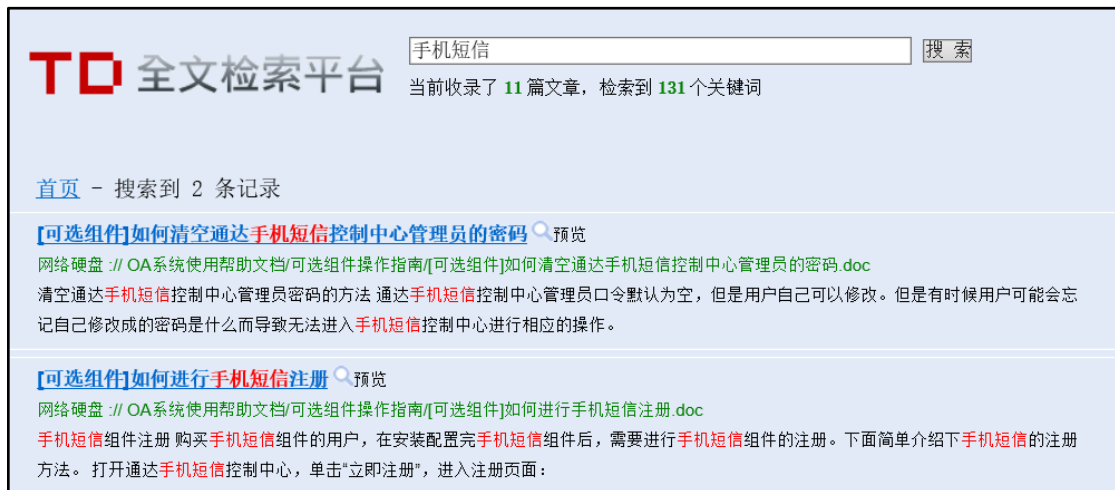 手机短信
搜 索
TD 全文检索平台
当前收录了 11 篇文章，检索到 131 个关键词
首页 - 搜索到 2 条记录
[可选组件]如何清空通达手机短信控制中心管理员的密码 预览
网络硬盘 :// OA系统使用帮助文档/可选组件操作指南/[可选组件]如何清空通达手机短信控制中心管理员的密码.doc
清空通达手机短信控制中心管理员密码的方法 通达手机短信控制中心管理员口令默认为空，但是用户自己可以修改。但是有时候用户可能会忘
记自己修改成的密码是什么而导致无法进入手机短信控制中心进行相应的操作。
[可选组件]如何进行手机短信注册 预览
网络硬盘 :// OA系统使用帮助文档/可选组件操作指南/[可选组件]如何进行手机短信注册.doc
手机短信组件注册 购买手机短信组件的用户，在安装配置完手机短信组件后，需要进行手机短信组件的注册。下面简单介绍下手机短信的注册
方法。 打开通达手机短信控制中心，单击“立即注册”，进入注册页面：